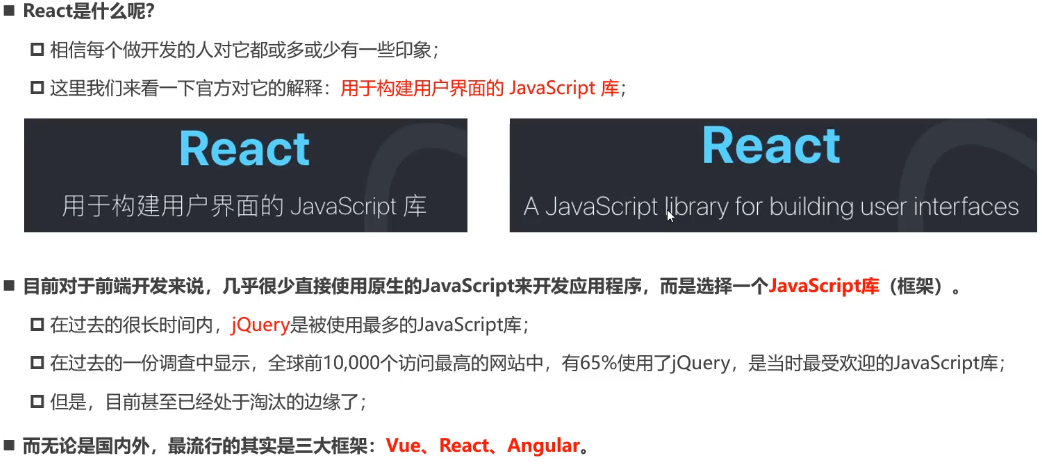 React是什么呢？
相信每个做开发的人对它都或多或少有一些印象；
这里我们来看一下官方对它的解释：用于构建用户界面的 JavaScript 库；
React
用于构建用户界面的 JavaScript 库
React
A JavaScript library for building user interfaces
目前对于前端开发来说，几乎很少直接使用原生的JavaScript来开发应用程序，而是选择一个JavaScript库（框架）。
在过去的很长时间内，jQuery是被使用最多的JavaScript库；
在过去的一份调查中显示，全球前10,000个访问最高的网站中，有65%使用了jQuery，是当时最受欢迎的JavaScript库；
但是，目前甚至已经处于淘汰的边缘了；
而无论是国内外，最流行的其实是三大框架：Vue、React、Angular。